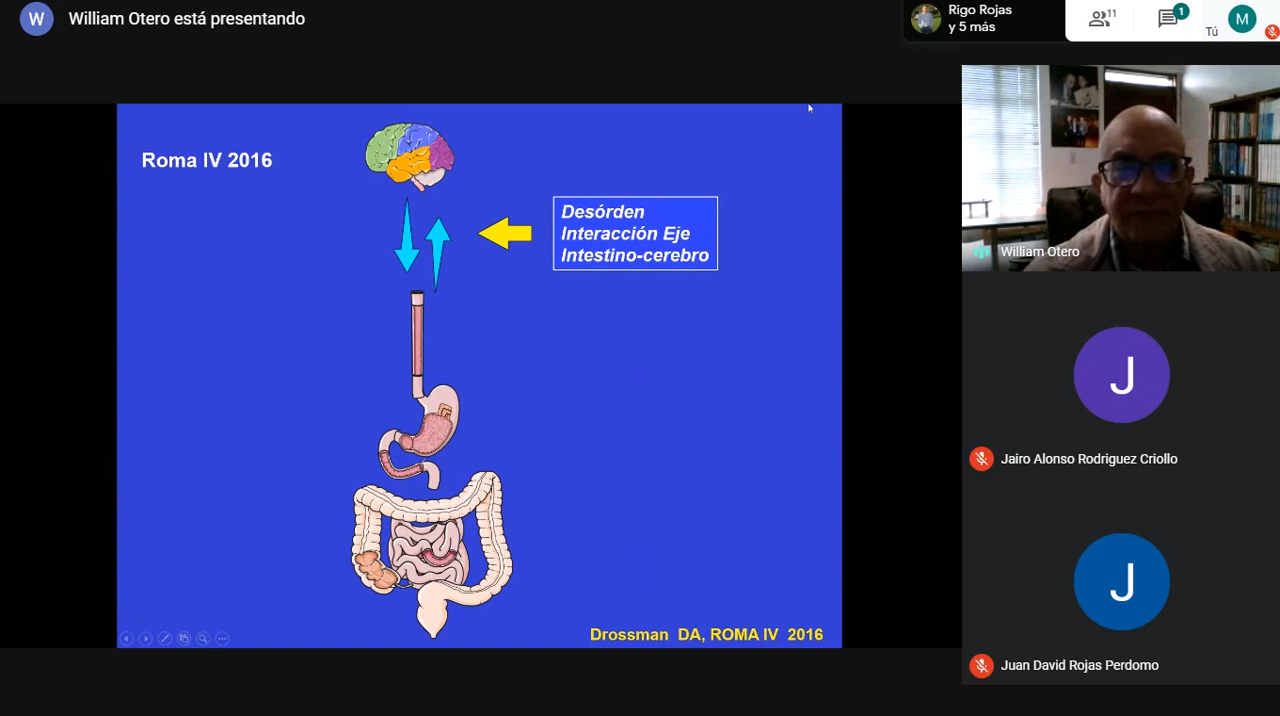 W
William Otero está presentando
Rigo Rojas
y 5 más
11
1
Tú
M
Roma IV 2016
Desórden
Interacción Eje
Intestino-cerebro
William Otero
J
Jairo Alonso Rodriguez Criollo
J
Juan David Rojas Perdomo
Drossman DA, ROMA IV 2016